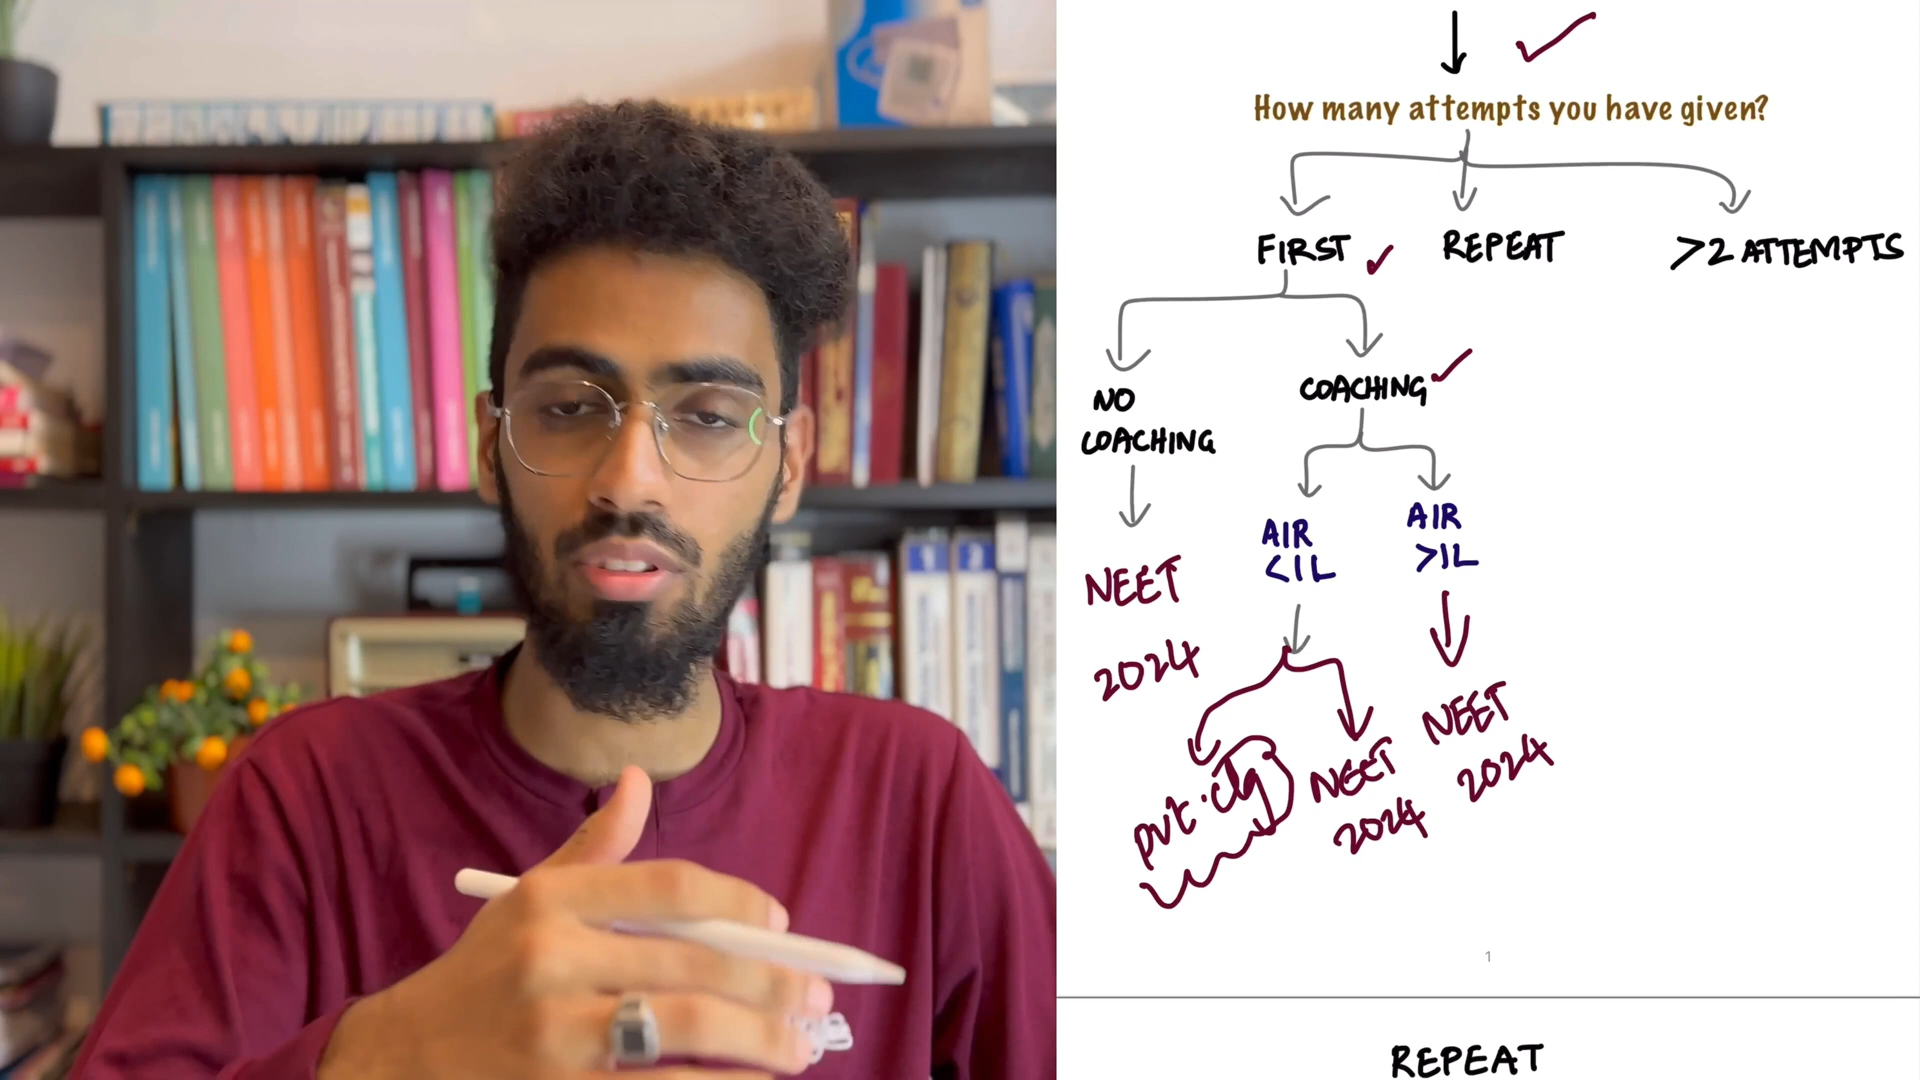 How many attempts you have given?
FIRST
REPEAT
>2 ATTEMPTS
NO
COACHING
COACHING
AIR
<1L
AIR
>1L
NEET
2024
pvt. clg
NEET
2024
NEET
2024
1
REPEAT